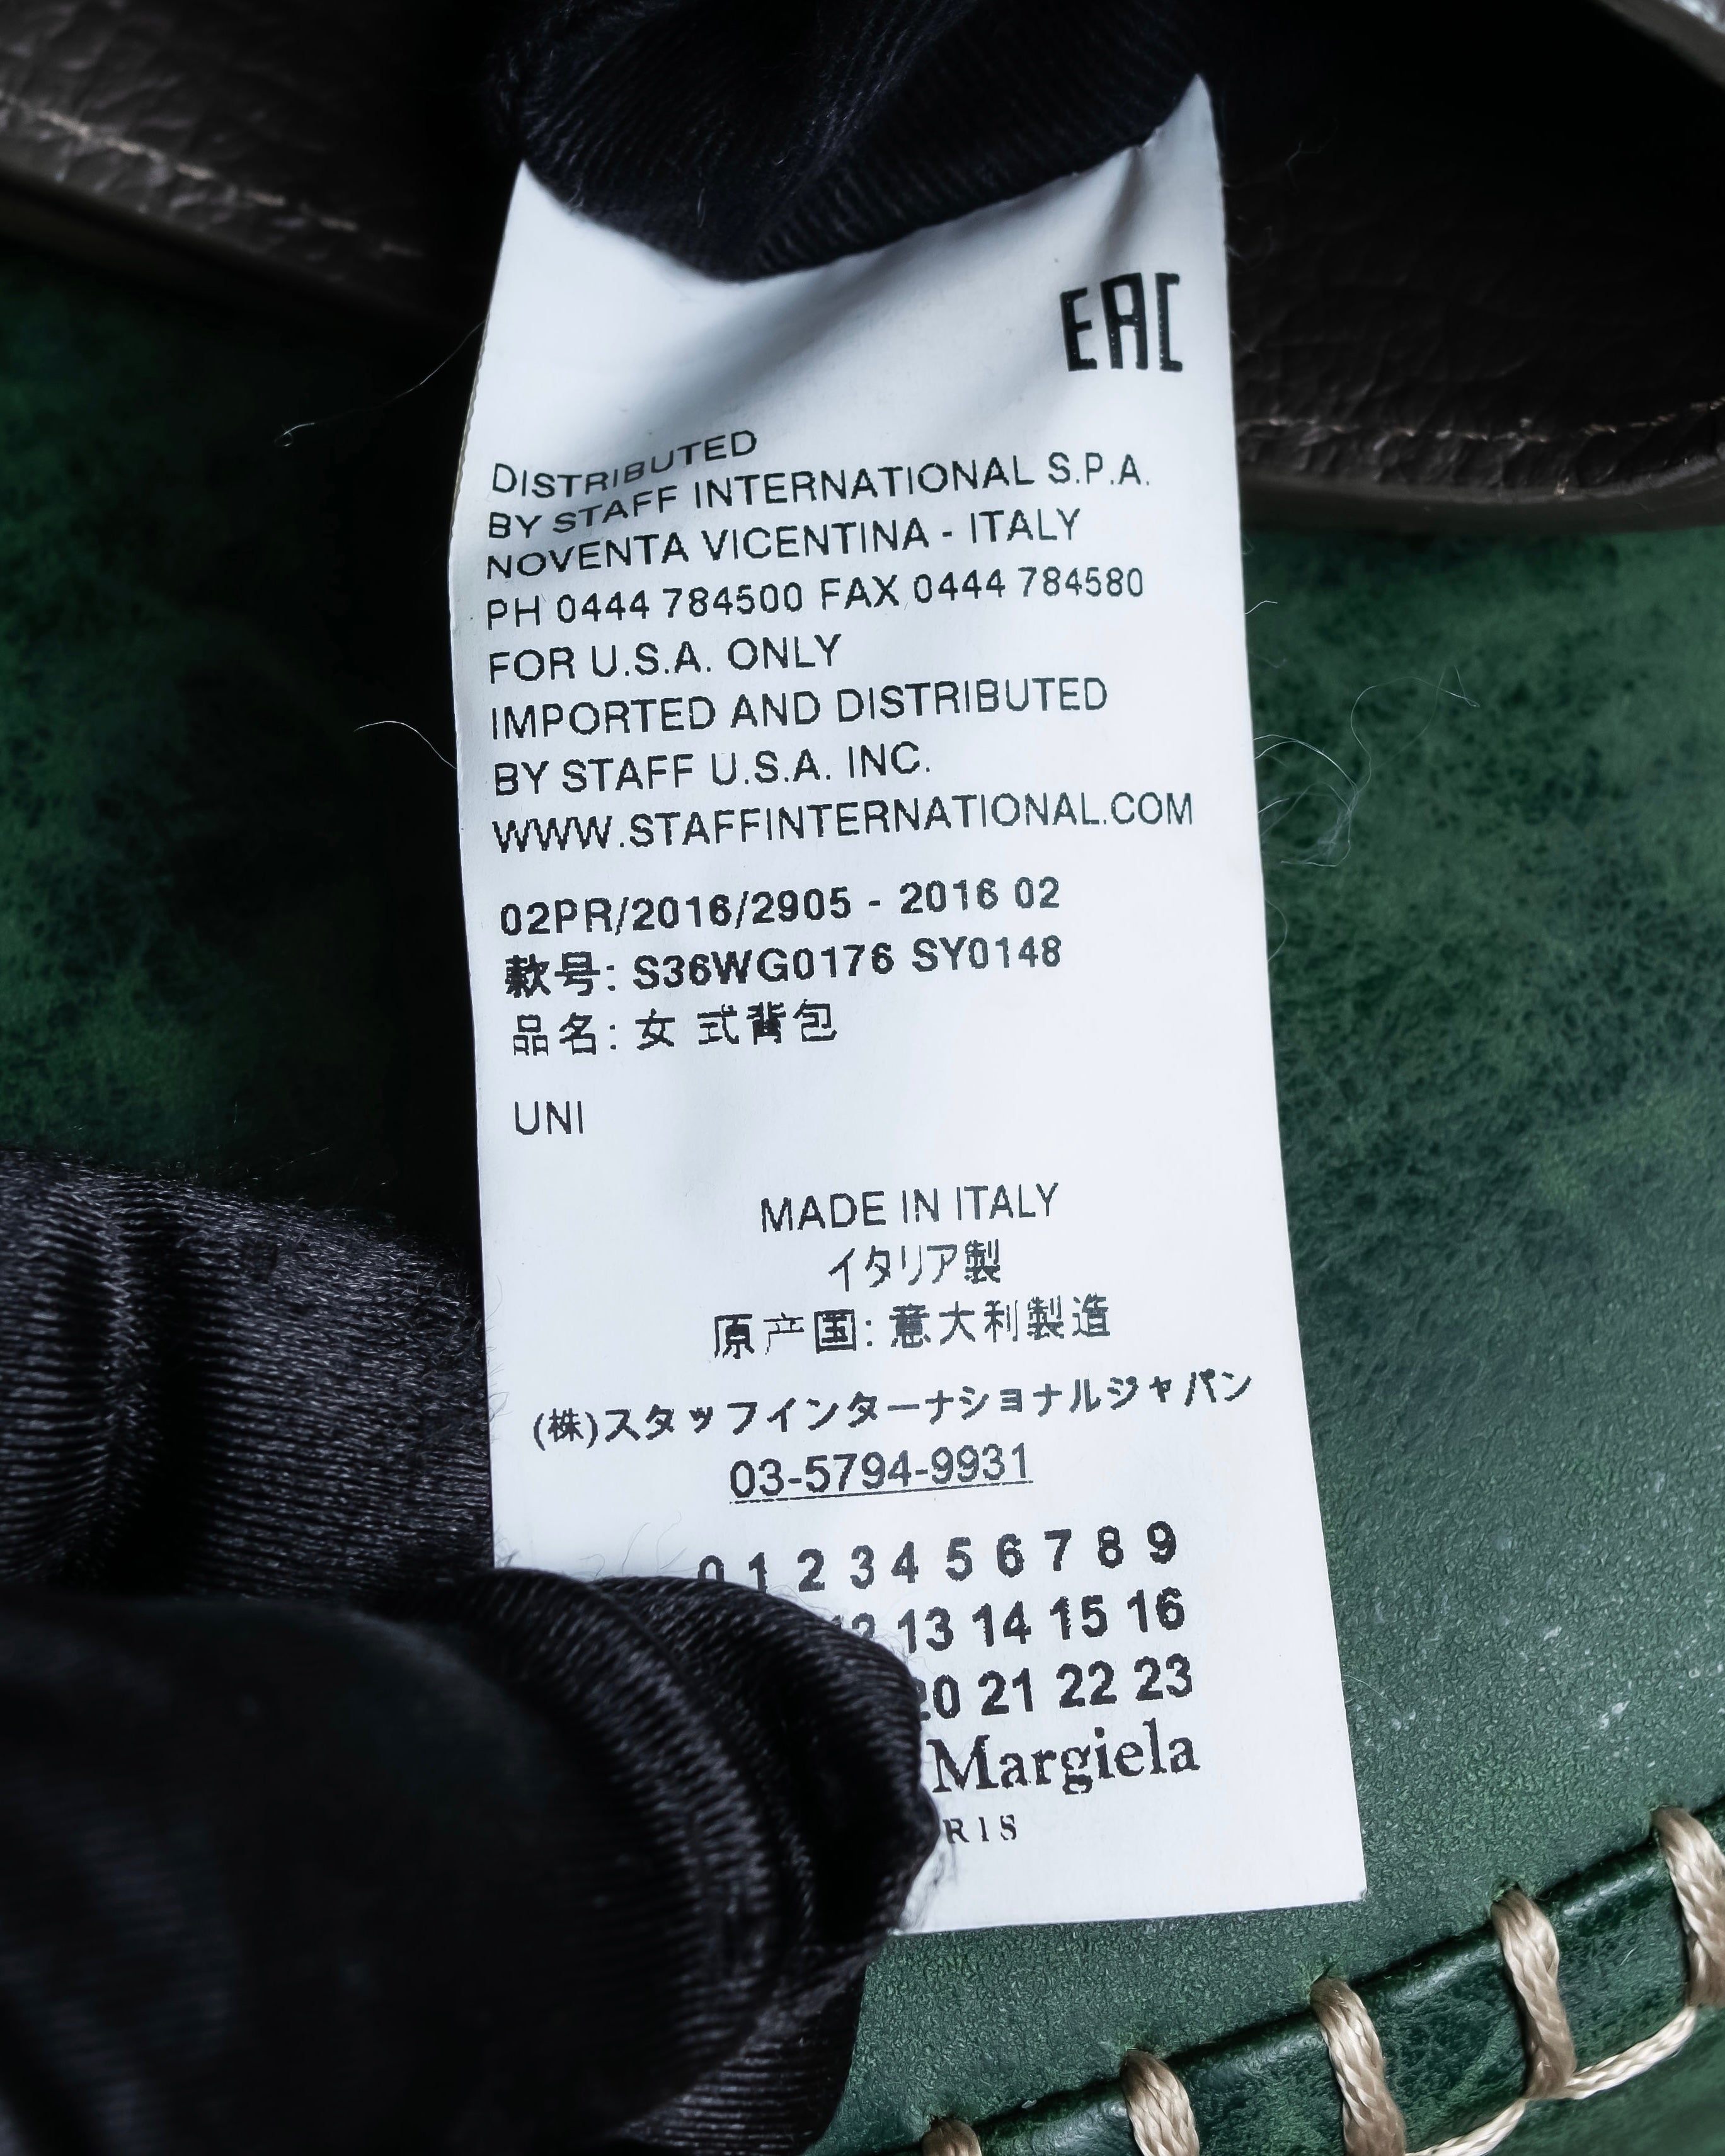 EAC
DISTRIBUTED
BY STAFF INTERNATIONAL S.P.A.
NOVENTA VICENTINA - ITALY
PH 0444 784500 FAX 0444 784580
FOR U.S.A. ONLY
IMPORTED AND DISTRIBUTED
BY STAFF U.S.A. INC.
WWW.STAFFINTERNATIONAL.COM
02PR/2016/2905 - 2016 02
款号: S36WG0176 SY0148
品名: 女 式背包
UNI
MADE IN ITALY
イタリア製
原产国: 意大利製造
(株)スタッフインターナショナルジャパン
03-5794-9931
0 1 2 3 4 5 6 7 8 9
12 13 14 15 16
20 21 22 23
Margiela